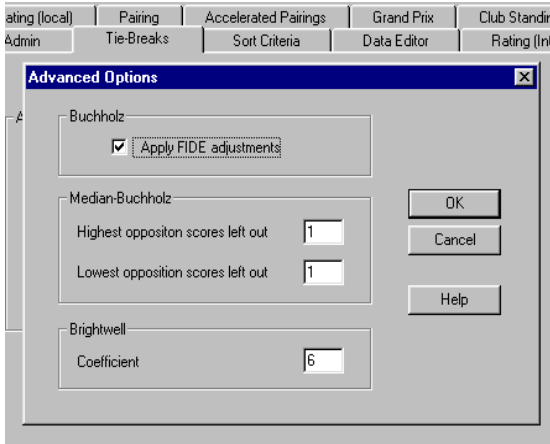 ating (local) Pairing Accelerated Pairings Grand Prix Club Standin
Admin Tie-Breaks Sort Criteria Data Editor Rating (Int
Advanced Options
A
Buchholz
Apply FIDE adjustments
Median-Buchholz
Highest oppositon scores left out 1
Lowest opposition scores left out 1
OK
Cancel
Help
Brightwell
Coefficient 6